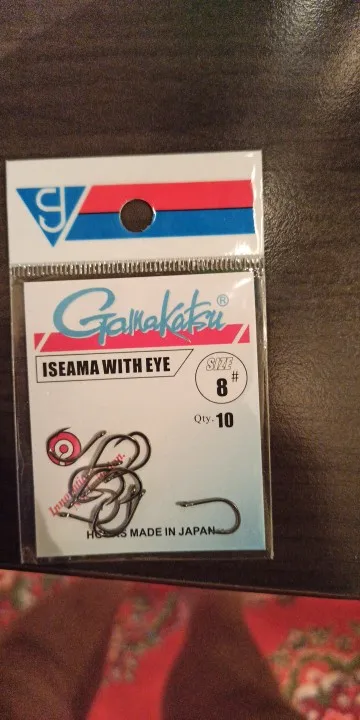 G
Gamakatsu®
ISEAMA WITH EYE
SIZE
8#
Qty. 10
MADE IN JAPAN